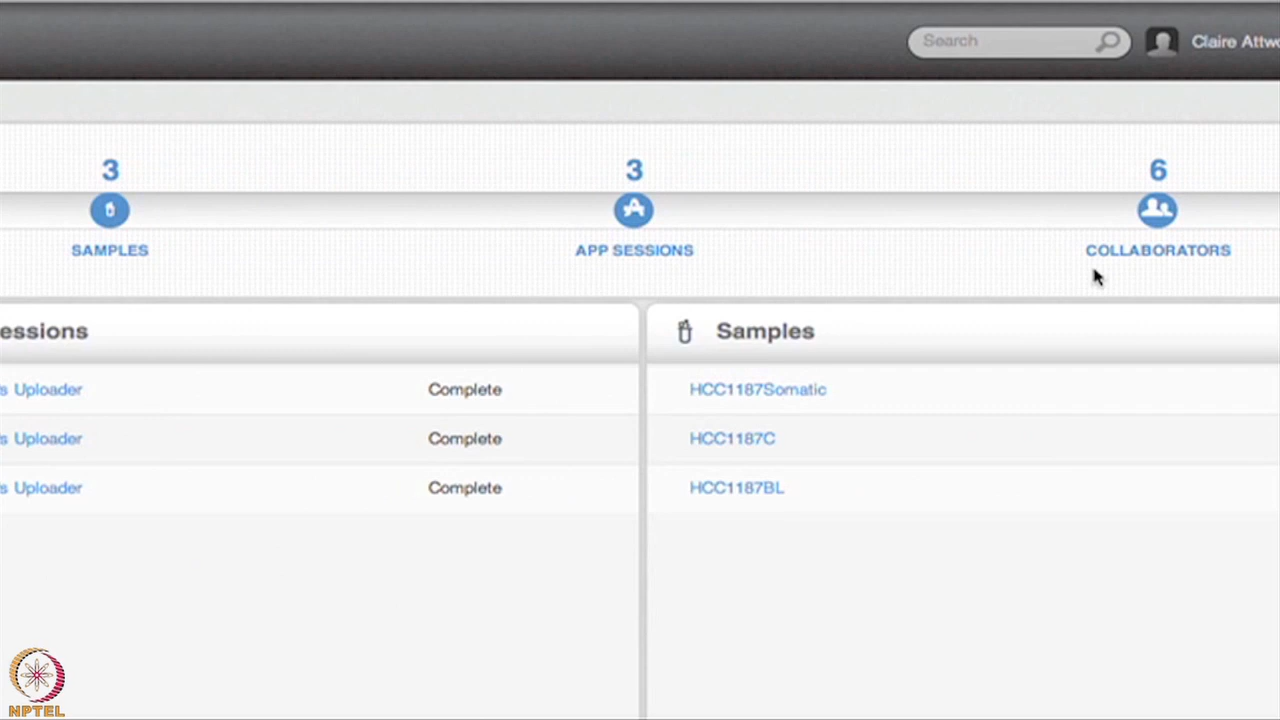 Search
Claire Attwo
3
3
6
SAMPLES
APP SESSIONS
COLLABORATORS
essions
Samples
s Uploader
Complete
HCC1187Somatic
s Uploader
Complete
HCC1187C
s Uploader
Complete
HCC1187BL
NPTEL